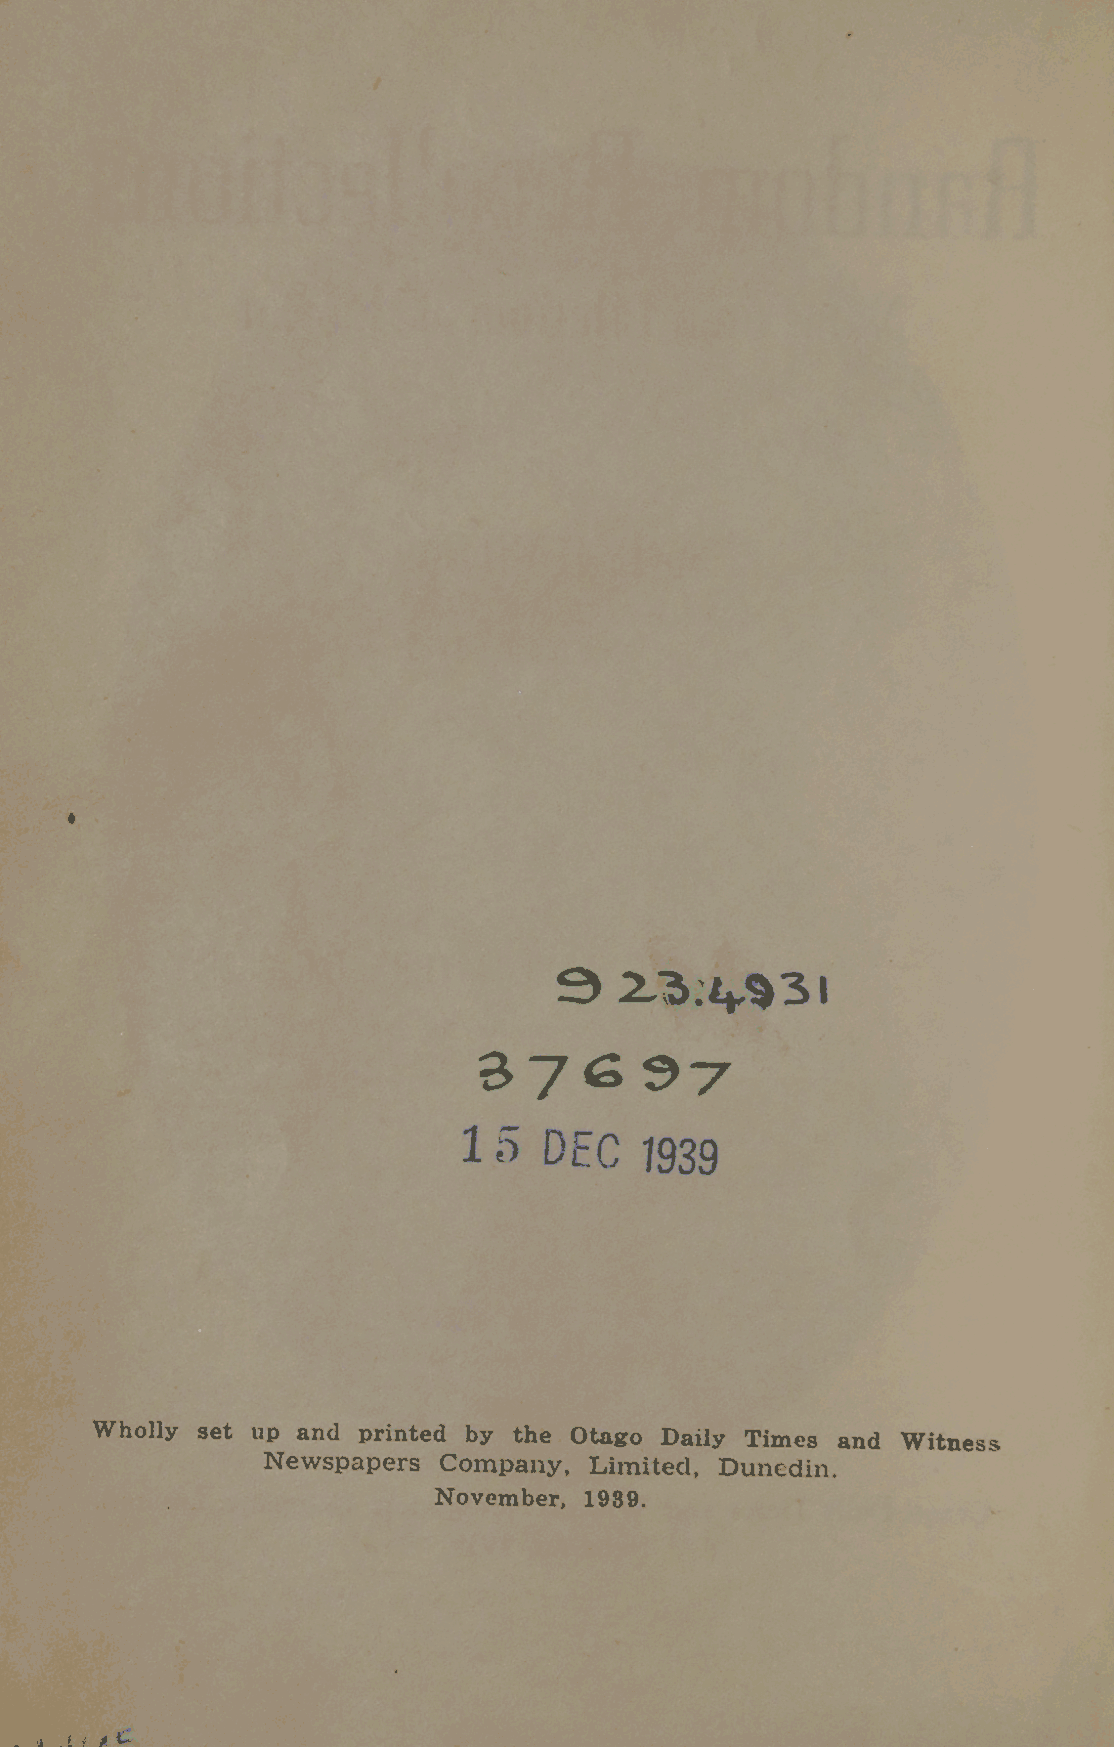 923.4931
37697
15 DEC 1939
Wholly set up and printed by the Otago Daily Times and Witness
Newspapers Company, Limited, Dunedin.
November, 1939.